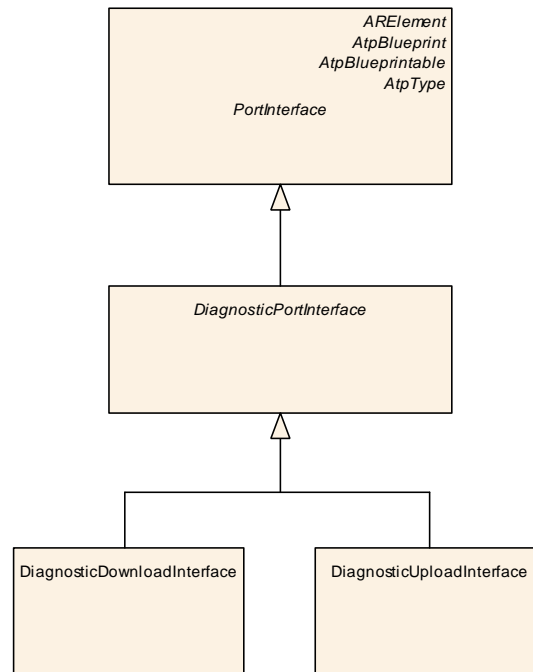 ARElement
AtpBlueprint
AtpBlueprintable
AtpType
PortInterface
DiagnosticPortInterface
DiagnosticDownloadInterface
DiagnosticUploadInterface